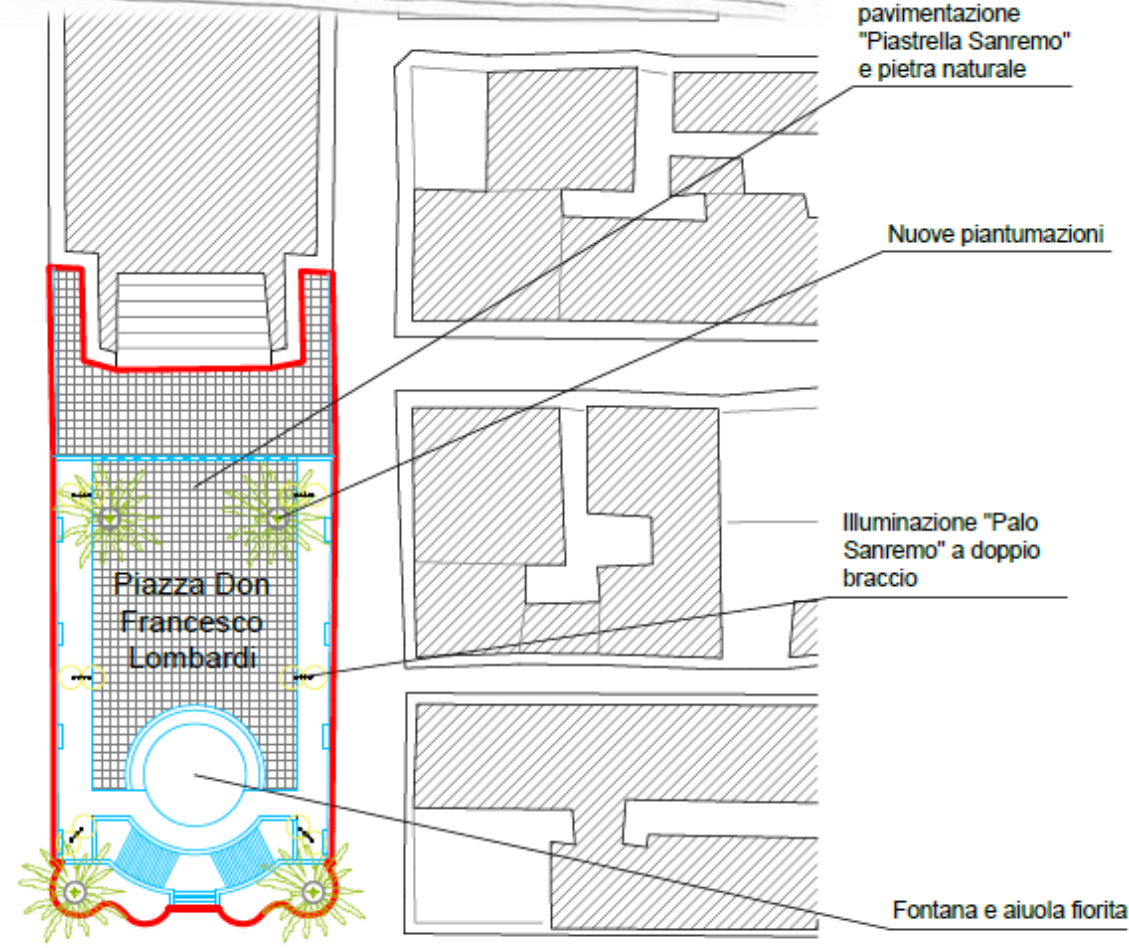 pavimentazione
"Piastrella Sanremo"
e pietra naturale
Nuove piantumazioni
Illuminazione "Palo
Sanremo" a doppio
braccio
Piazza Don
Francesco
Lombardi
Fontana e aiuola fiorita